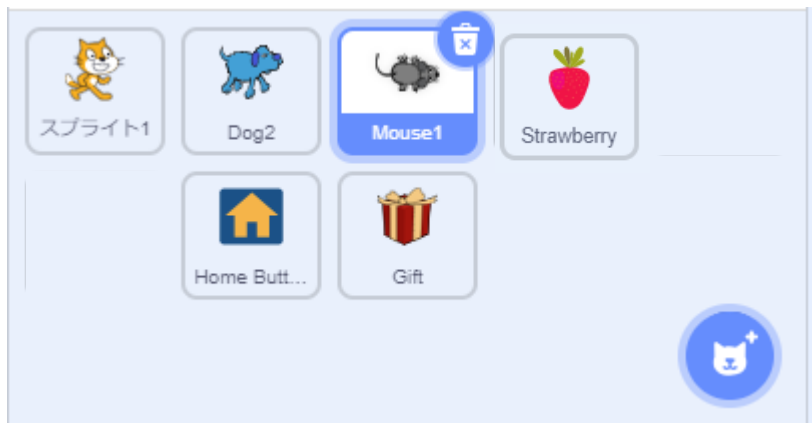 スプライト1
Dog2
Mouse1
Strawberry
Home Butt...
Gift